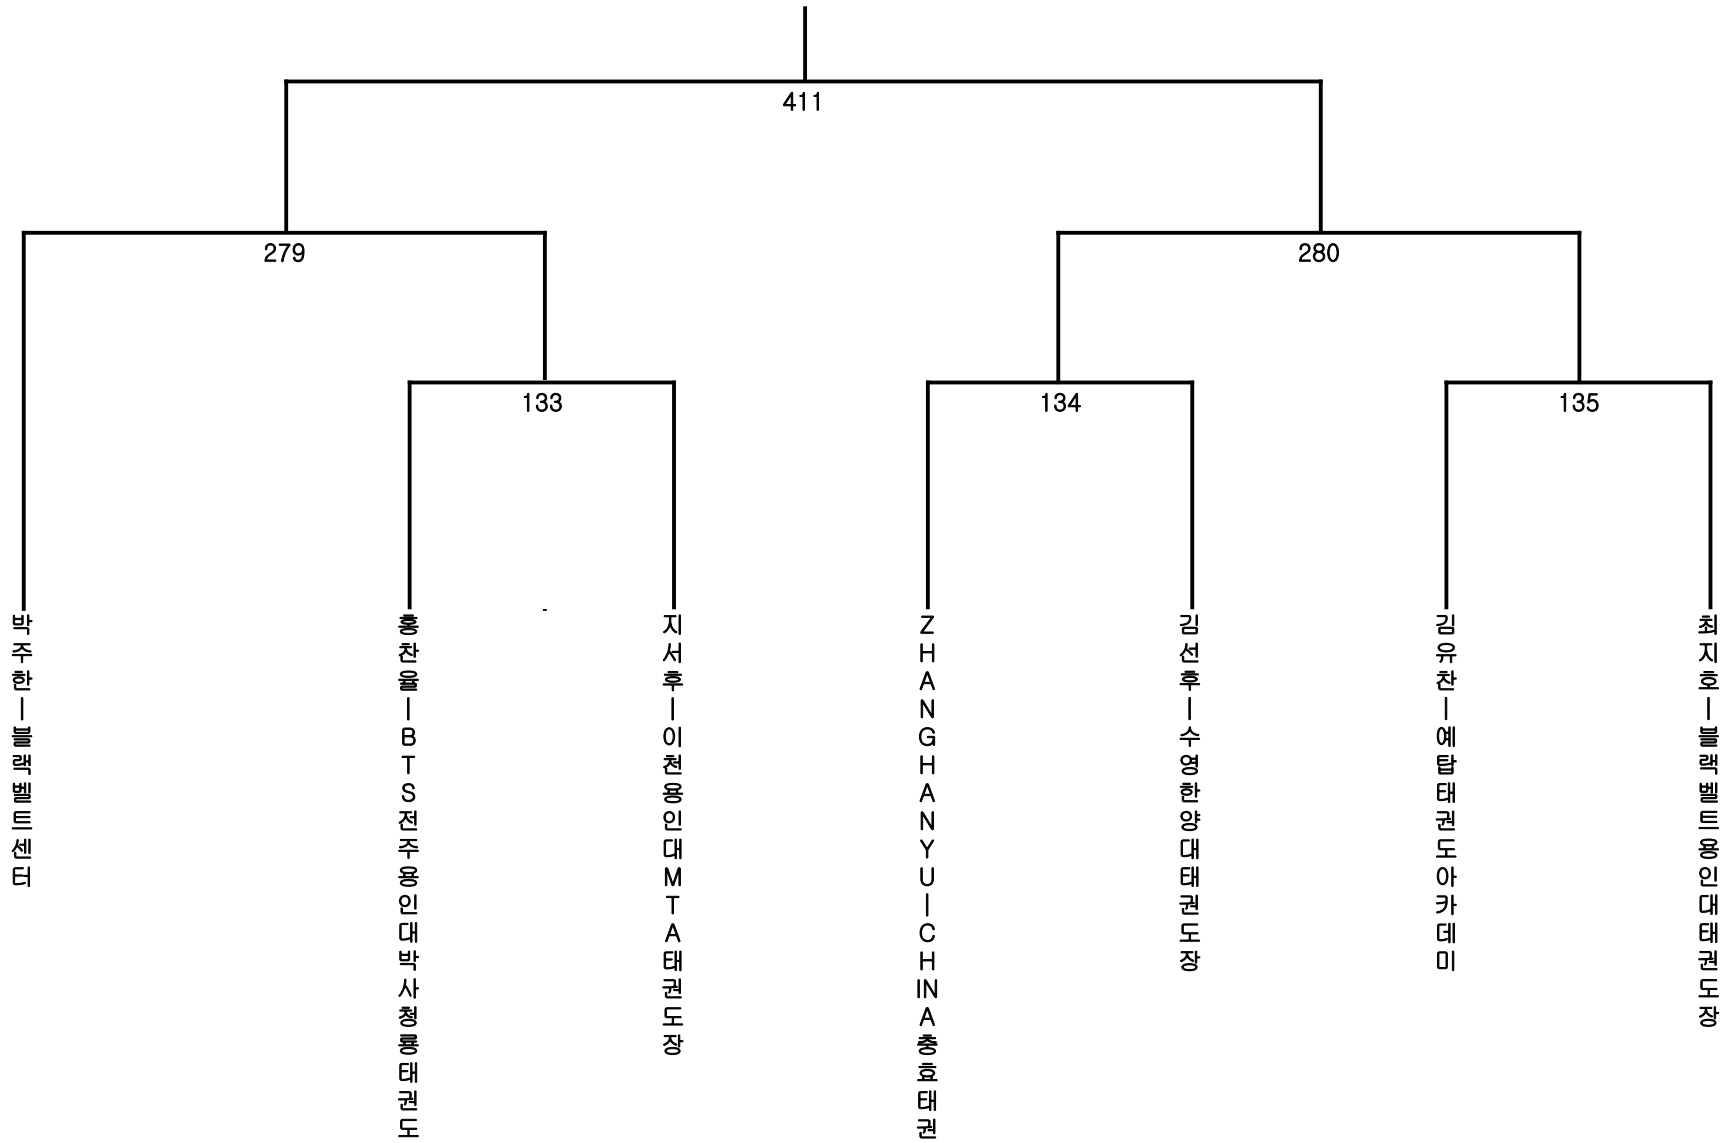 411
279
280
133
134
135
박주한-블랙벨트센터
홍찬율-BTS전주용인대박사청룡태권도
지서후-이천용인대MTA태권도장
ZHANGHANYU-CHINA충효태권
김선후-수영한양대태권도장
김유찬-예탑태권도아카데미
최지호-블랙벨트용인대태권도장